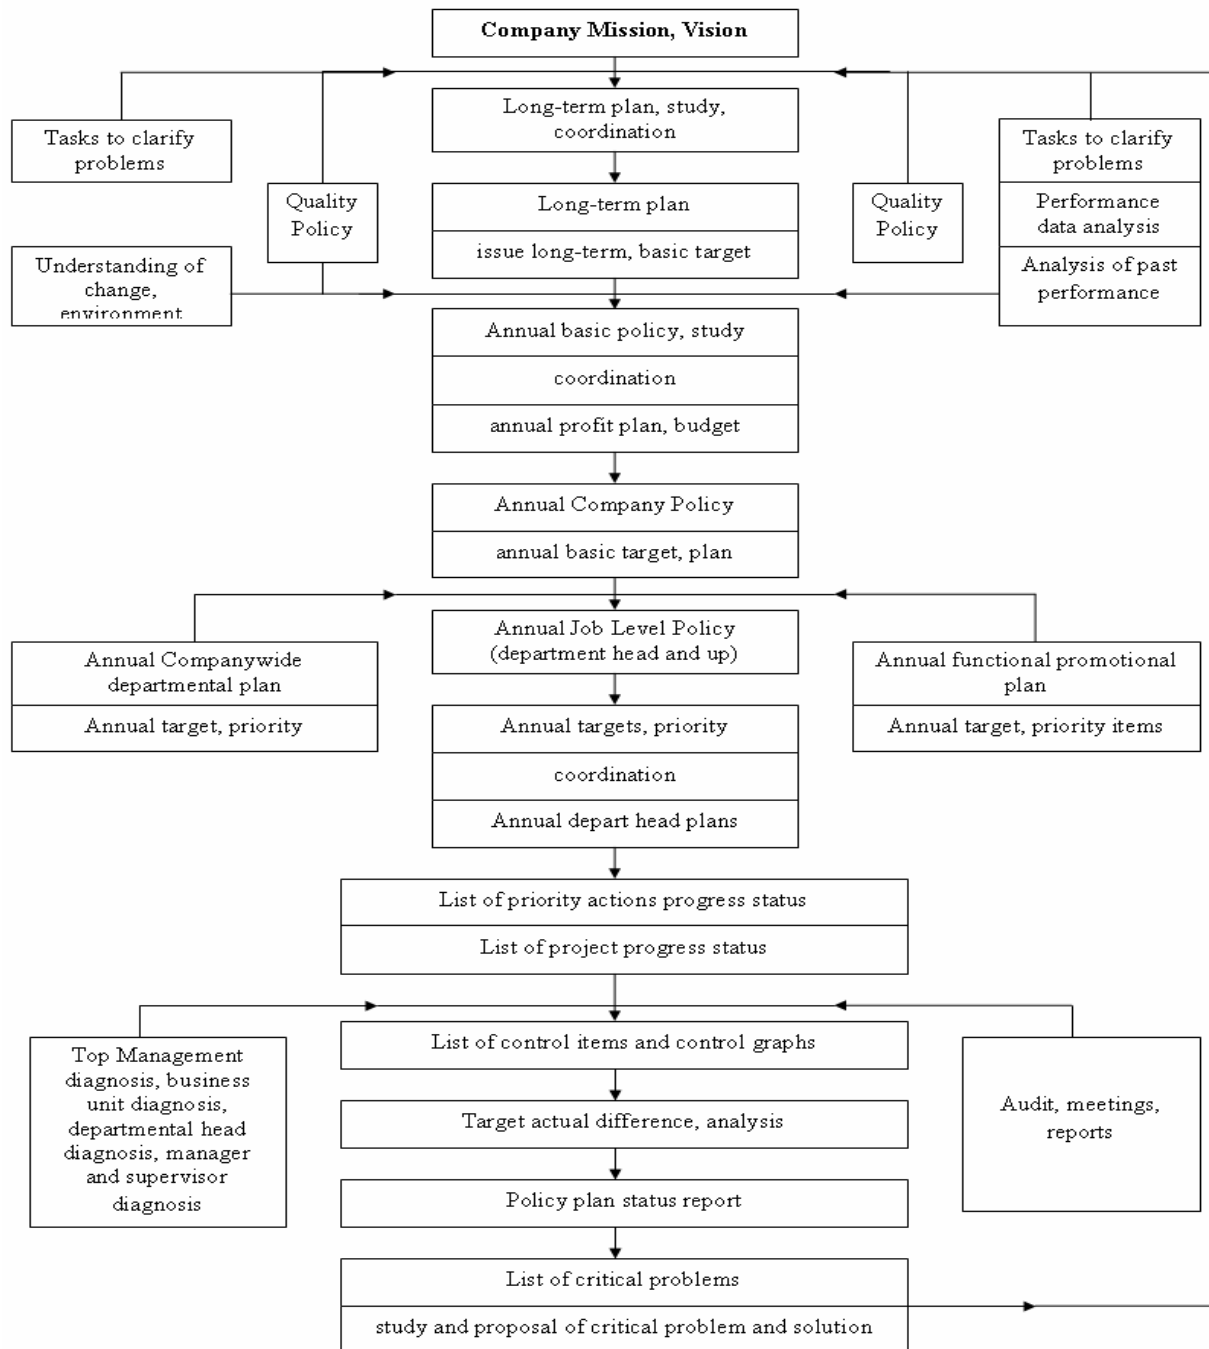 Company Mission, Vision
Long-term plan, study,
coordination
Tasks to clarify
problems
Tasks to clarify
problems
Quality
Policy
Long-term plan
issue long-term, basic target
Quality
Policy
Performance
data analysis
Understanding of
change,
environment
Analysis of past
performance
Annual basic policy, study
coordination
annual profit plan, budget
Annual Company Policy
annual basic target, plan
Annual Job Level Policy
(department head and up)
Annual Companywide
departmental plan
Annual target, priority
Annual functional promotional
plan
Annual target, priority items
Annual targets, priority
coordination
Annual depart head plans
List of priority actions progress status
List of project progress status
List of control items and control graphs
Top Management
diagnosis, business
unit diagnosis,
departmental head
diagnosis, manager
and supervisor
diagnosis
Audit, meetings,
reports
Target actual difference, analysis
Policy plan status report
List of critical problems
study and proposal of critical problem and solution